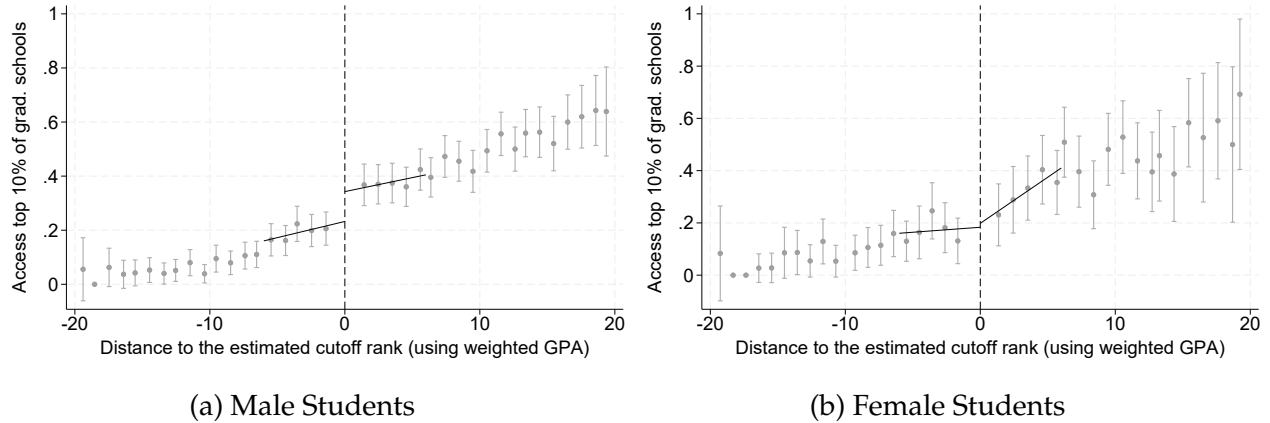 Access top 10% of grad. schools
1
.8
.6
.4
.2
0
-20 -10 0 10 20
Distance to the estimated cutoff rank (using weighted GPA)
(a) Male Students
Access top 10% of grad. schools
1
.8
.6
.4
.2
0
-20 -10 0 10 20
Distance to the estimated cutoff rank (using weighted GPA)
(b) Female Students